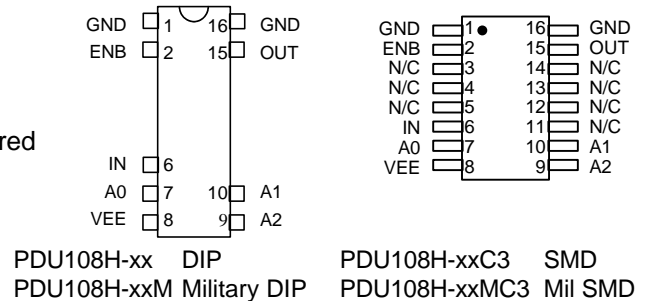 GND 1 16 GND
ENB 2 15 OUT
IN 6
A0 7 10 A1
VEE 8 9 A2
PDU108H-xx DIP
PDU108H-xxM Military DIP
GND 1 16 GND
ENB 2 15 OUT
N/C 3 14 N/C
N/C 4 13 N/C
N/C 5 12 N/C
IN 6 11 N/C
A0 7 10 A1
VEE 8 9 A2
PDU108H-xxC3 SMD
PDU108H-xxMC3 Mil SMD
red